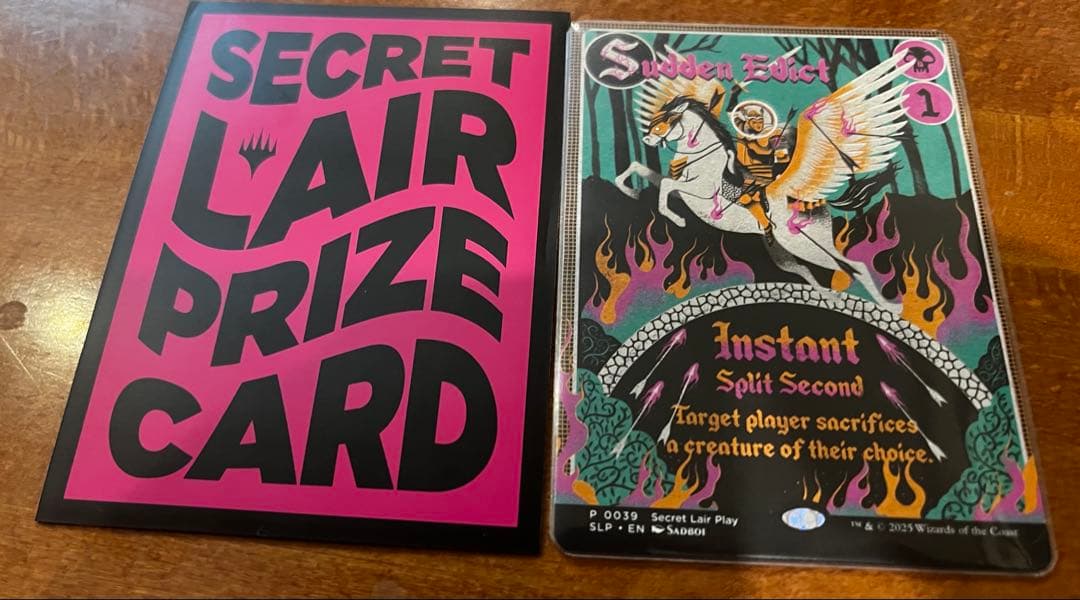 SECRET
LAIR
PRIZE
CARD
Sudden Edict
1
Instant
Split Second
Target player sacrifices
a creature of their choice.
P 0039 Secret Lair Play
SLP • EN SADBOI
™ & © 2025 Wizards of the Coast